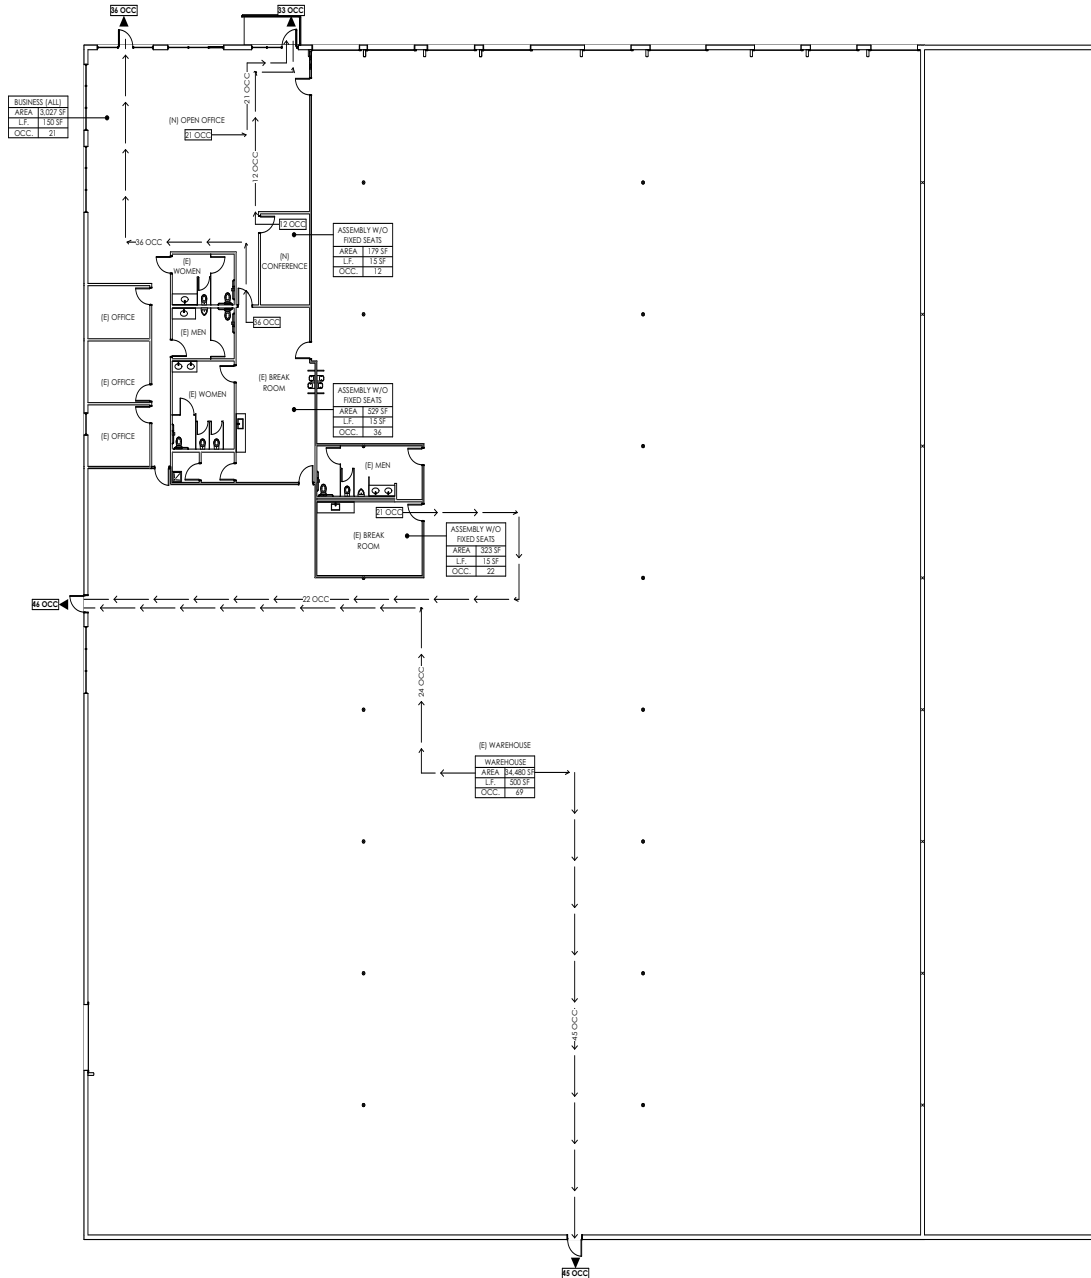 36 OCC
33 OCC
BUSINESS (ALL)
AREA 3,027 SF
L.F. 150 SF
OCC. 21
(N) OPEN OFFICE
21 OCC
21 OCC
12 OCC
12 OCC
36 OCC
(N)
CONFERENCE
ASSEMBLY W/O
FIXED SEATS
AREA 179 SF
L.F. 15 SF
OCC. 12
(E)
WOMEN
(E) OFFICE
(E) MEN
36 OCC
(E) OFFICE
(E) WOMEN
(E) BREAK
ROOM
ASSEMBLY W/O
FIXED SEATS
AREA 529 SF
L.F. 15 SF
OCC. 36
(E) OFFICE
(E) MEN
21 OCC
(E) BREAK
ROOM
ASSEMBLY W/O
FIXED SEATS
AREA 323 SF
L.F. 15 SF
OCC. 22
46 OCC
22 OCC
24 OCC
(E) WAREHOUSE
WAREHOUSE
AREA 34,480 SF
L.F. 500 SF
OCC. 69
45 OCC
45 OCC